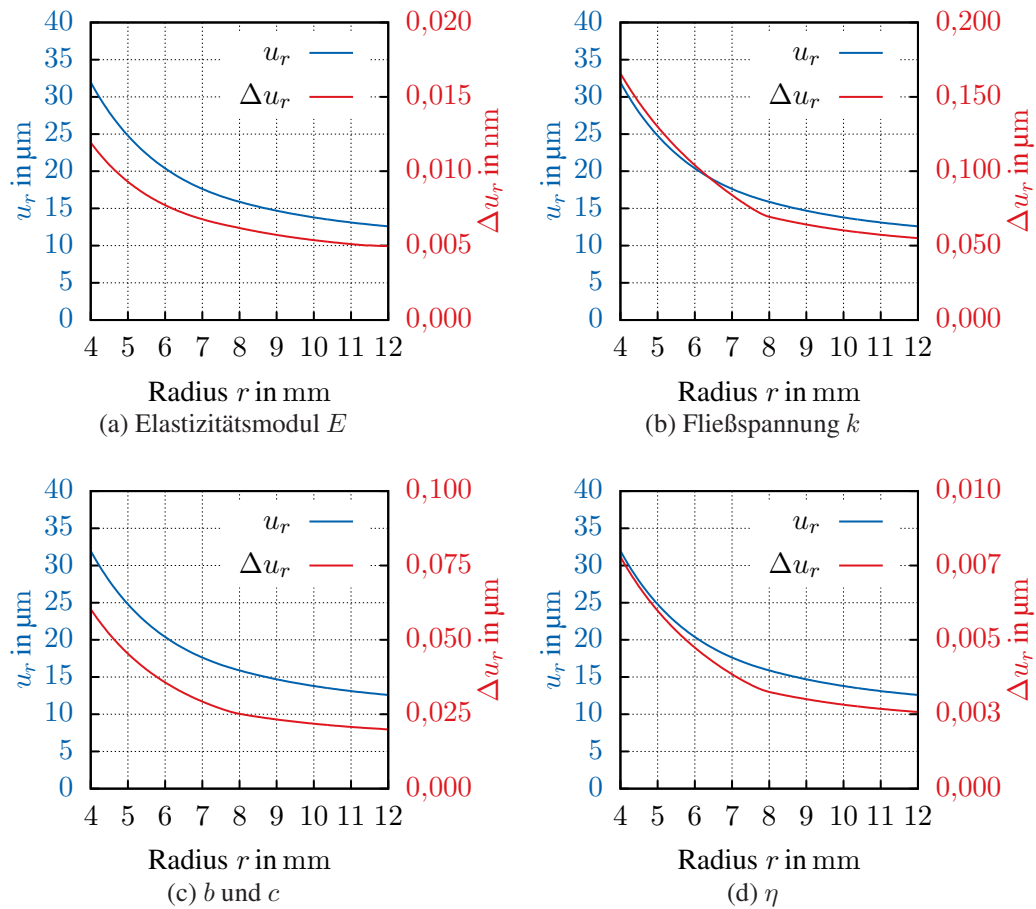 40
35
30
25
20
15
10
5
0
u_r in µm
0,020
0,015
0,010
0,005
0,000
Δu_r in nm
u_r
Δu_r
4 5 6 7 8 9 10 11 12
Radius r in mm
(a) Elastizitätsmodul E
40
35
30
25
20
15
10
5
0
u_r in µm
0,200
0,150
0,100
0,050
0,000
Δu_r in µm
u_r
Δu_r
4 5 6 7 8 9 10 11 12
Radius r in mm
(b) Fließspannung k
40
35
30
25
20
15
10
5
0
u_r in µm
0,100
0,075
0,050
0,025
0,000
Δu_r in µm
u_r
Δu_r
4 5 6 7 8 9 10 11 12
Radius r in mm
(c) b und c
40
35
30
25
20
15
10
5
0
u_r in µm
0,010
0,007
0,005
0,003
0,000
Δu_r in µm
u_r
Δu_r
4 5 6 7 8 9 10 11 12
Radius r in mm
(d) η